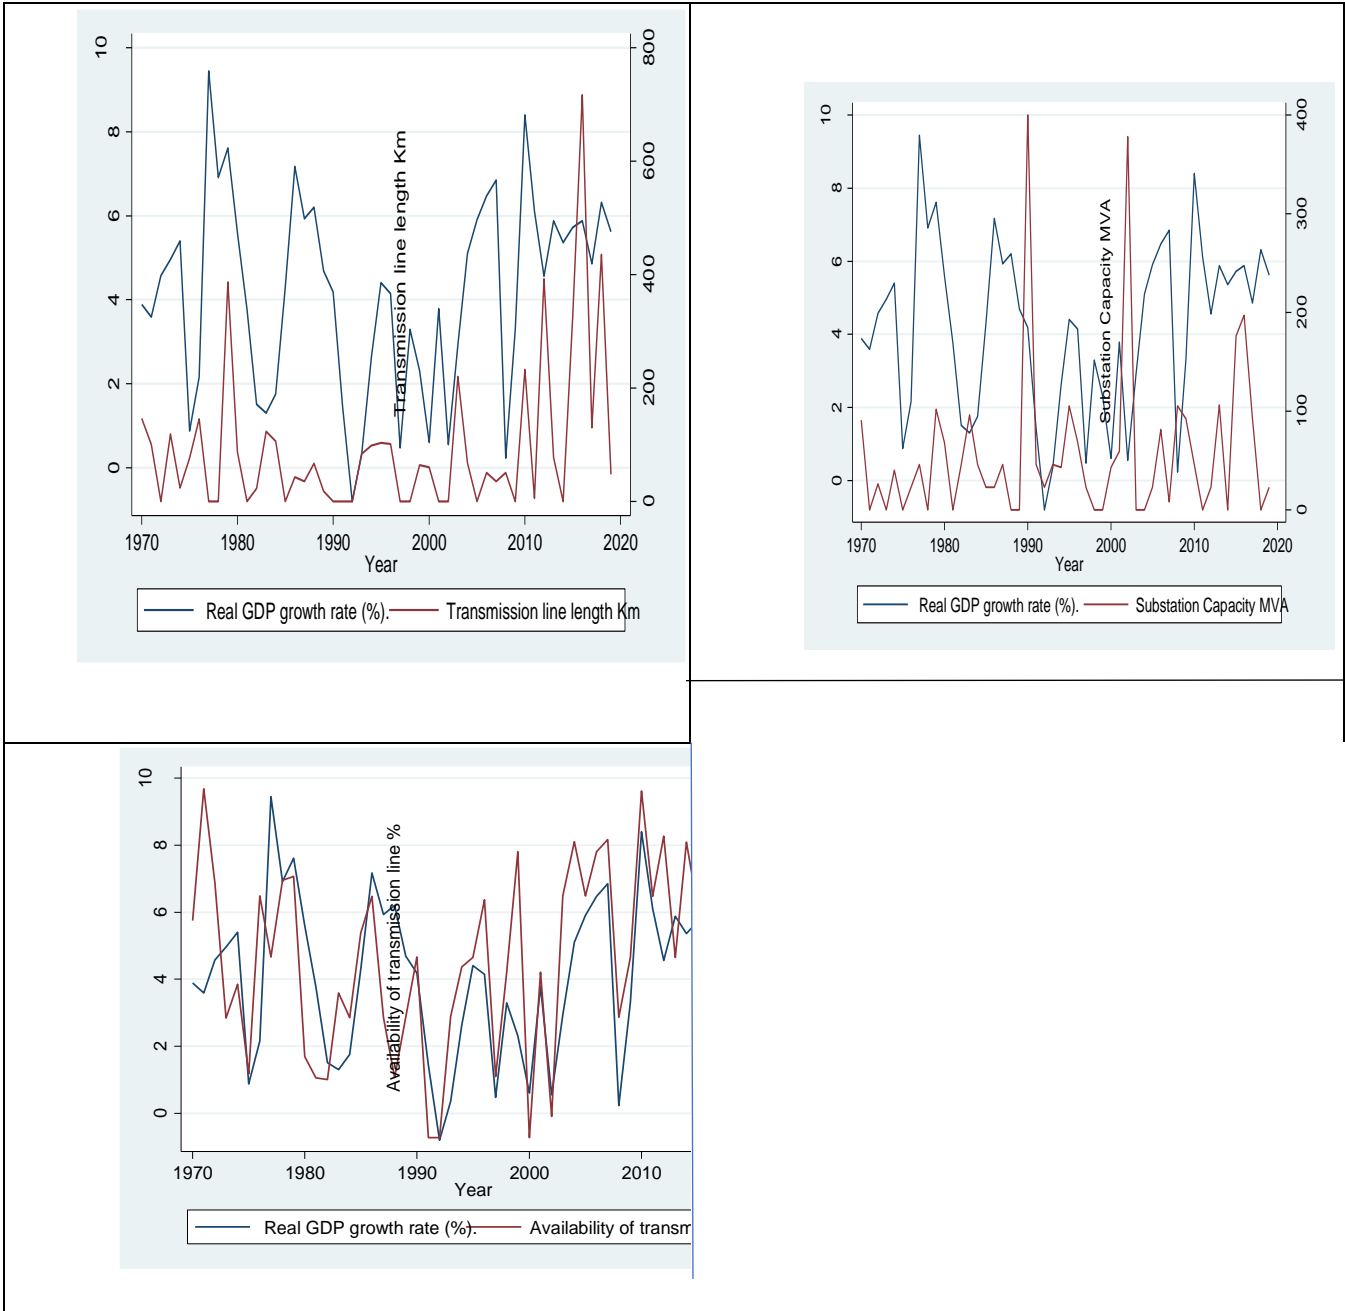 10
8
6
4
2
0
Transmission line length Km
800
600
400
200
0
1970 1980 1990 2000 2010 2020
Year
Real GDP growth rate (%). Transmission line length Km
10
8
6
4
2
0
Substation Capacity MVA
400
300
200
100
0
1970 1980 1990 2000 2010 2020
Year
Real GDP growth rate (%). Substation Capacity MVA
10
8
6
4
2
0
Availability of transmission line %
1970 1980 1990 2000 2010
Year
Real GDP growth rate (%). Availability of transm